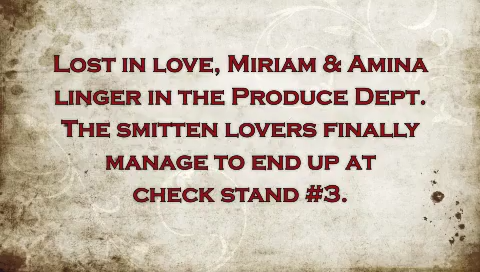 Lost in love, Miriam & Amina
linger in the Produce Dept.
The smitten lovers finally
manage to end up at
check stand #3.